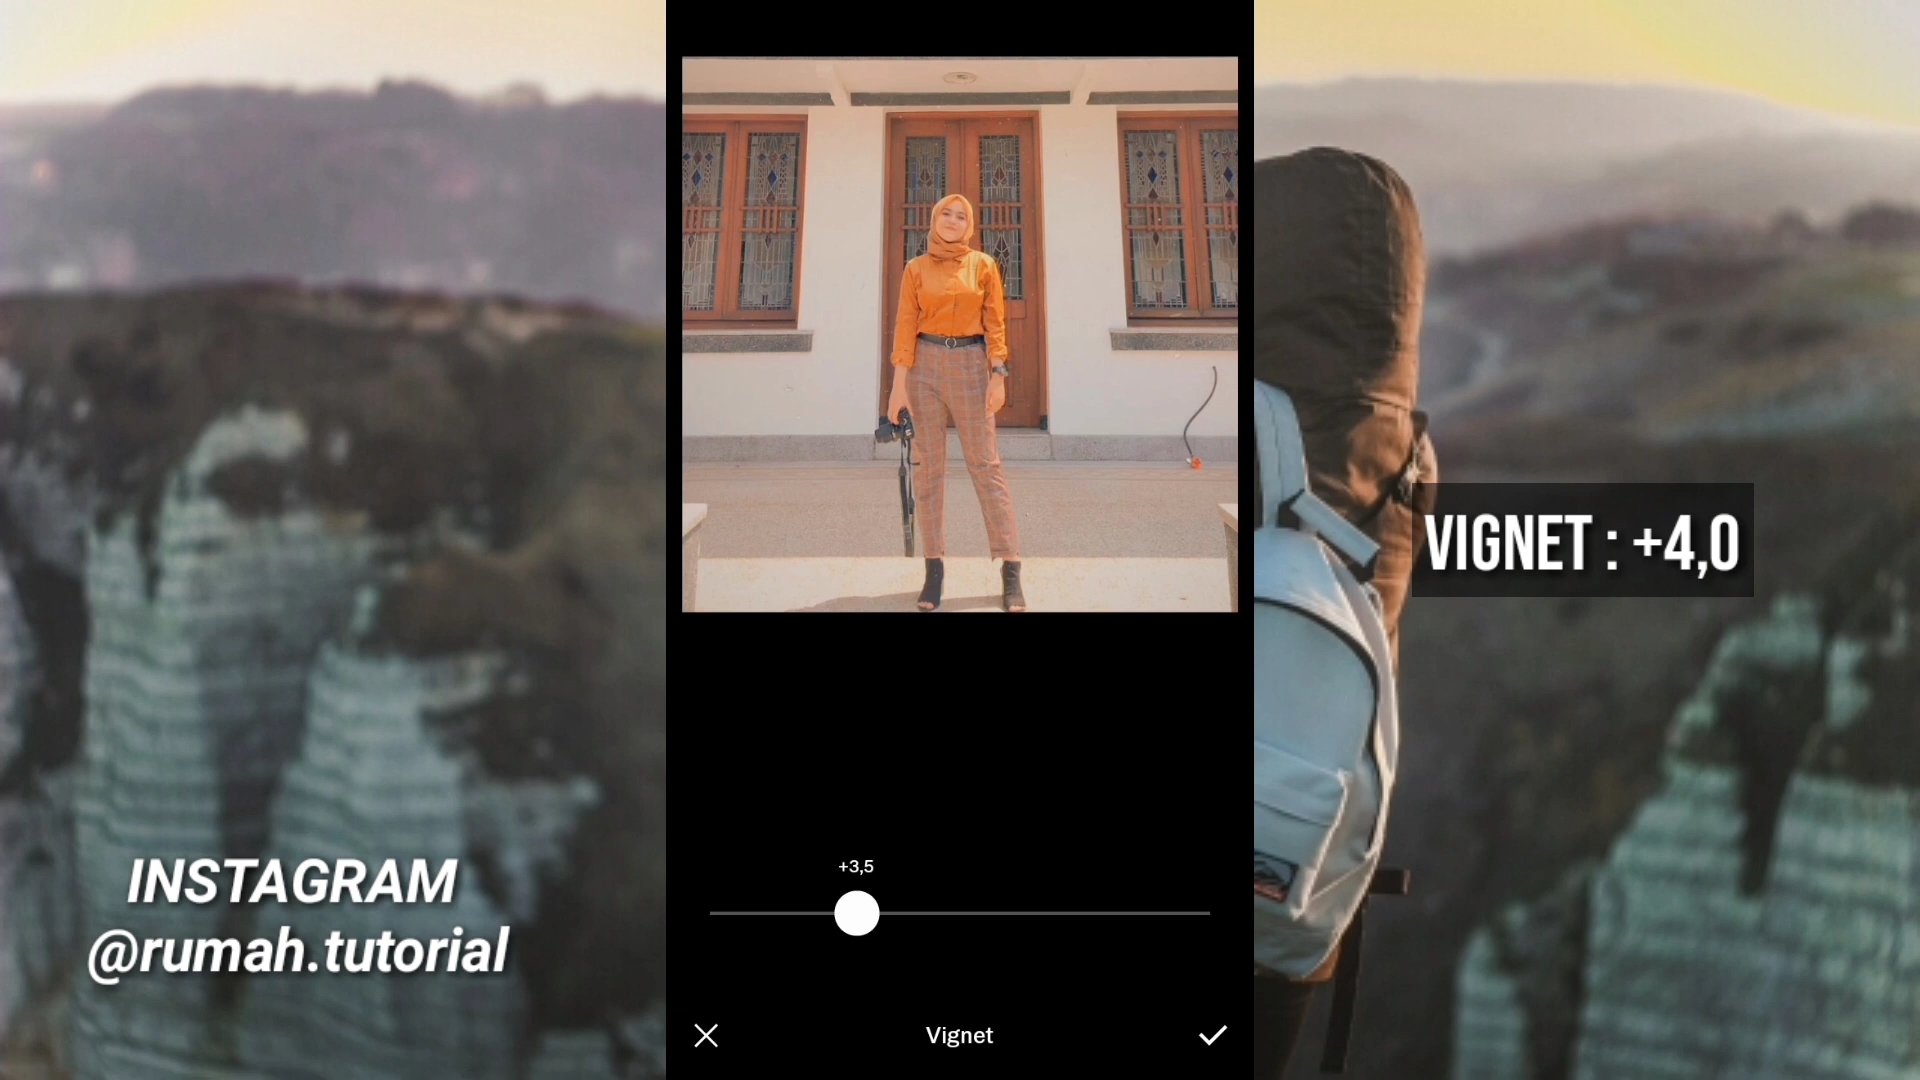 INSTAGRAM
@rumah.tutorial
+3,5
Vignet
VIGNET : +4,0